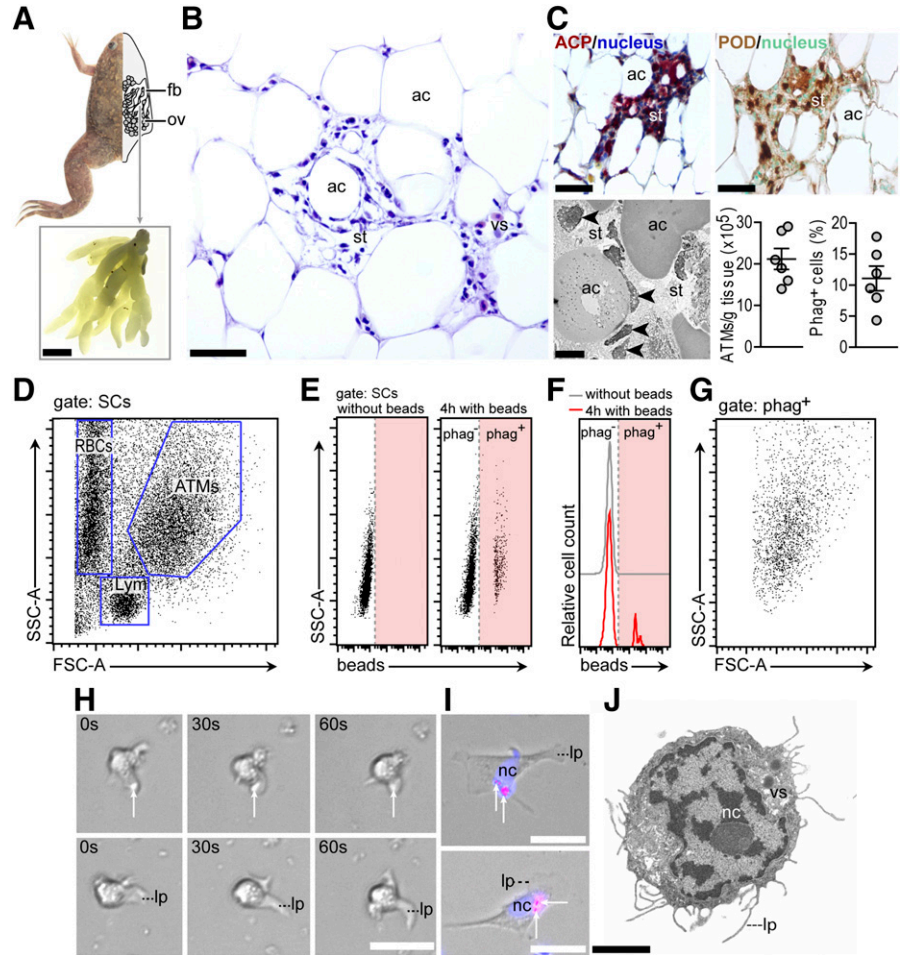 A
fb
ov
B
ac
ac
st
vs
C
ACP/nucleus
ac
st
POD/nucleus
st
ac
st
ac
ac
st
ATMs/g tissue (x10⁵)
30
20
10
0
Phag⁺ cells (%)
20
15
10
5
0
D
gate: SCs
RBCs
ATMs
Lym
SSC-A
FSC-A
E
gate: SCs
without beads
4h with beads
phag⁻
phag⁺
SSC-A
beads
F
without beads
4h with beads
phag⁻
phag⁺
Relative cell count
beads
G
gate: phag⁺
SSC-A
FSC-A
H
0s
30s
60s
0s
30s
60s
lp
lp
lp
I
nc
lp
lp
nc
J
nc
vs
lp